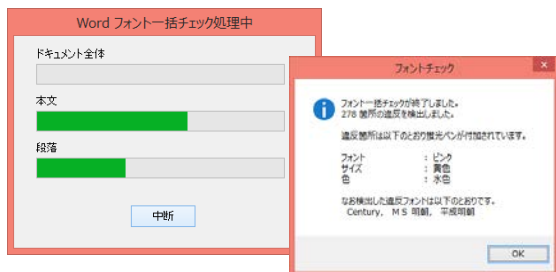 Word フォント一括チェック処理中
ドキュメント全体
本文
段落
中断
フォントチェック
フォント一括チェックが終了しました。
278 箇所の違反を検出しました。
違反箇所は以下のとおり蛍光ペンが付加されています。
フォント : ピンク
サイズ : 黄色
色 : 水色
なお検出した違反フォントは以下のとおりです。
Century, ＭＳ 明朝, 平成明朝
OK